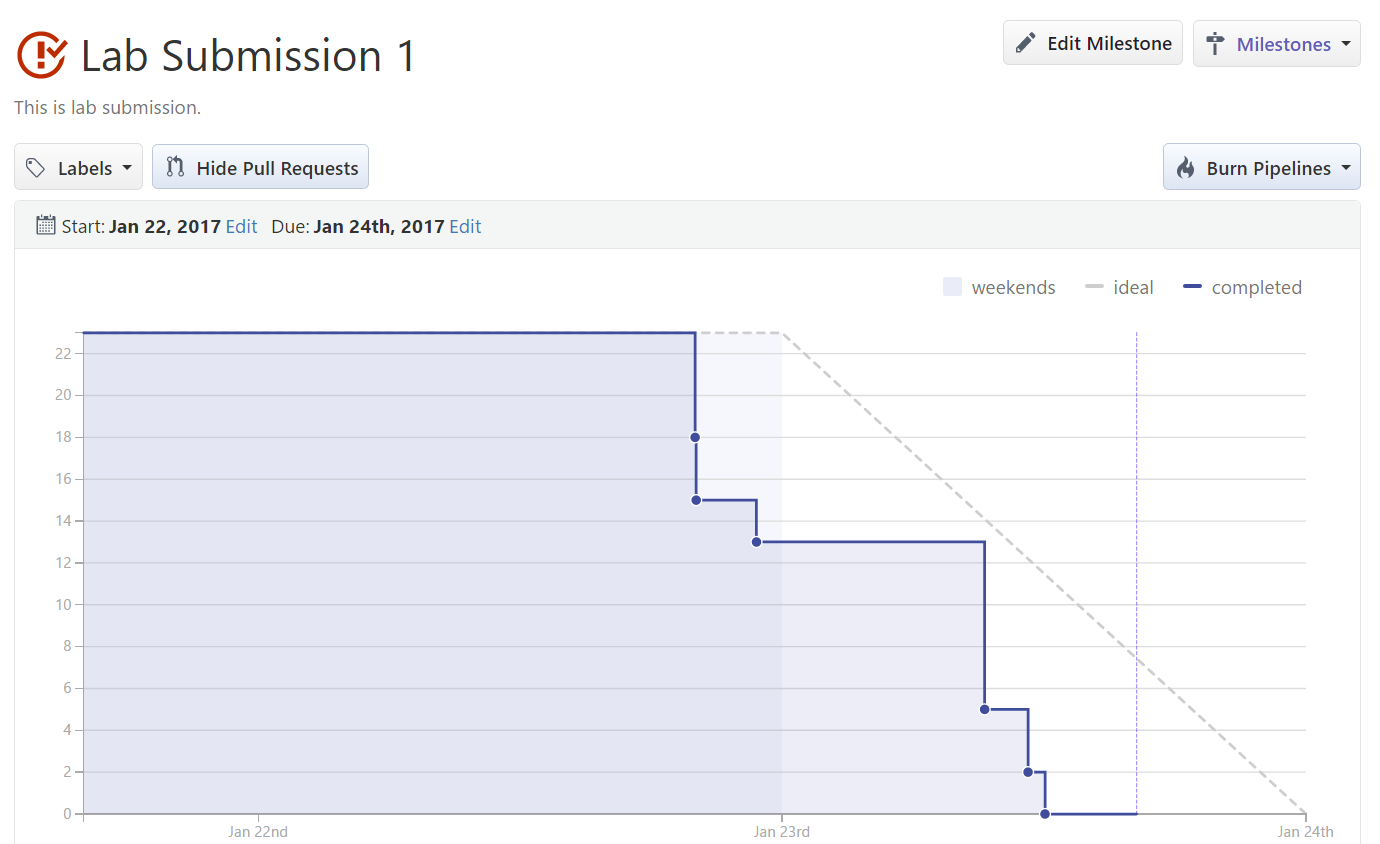 Lab Submission 1
Edit Milestone
Milestones
This is lab submission.
Labels
Hide Pull Requests
Burn Pipelines
Start: Jan 22, 2017 Edit Due: Jan 24th, 2017 Edit
weekends ideal completed
22
20
18
16
14
12
10
8
6
4
2
0
Jan 22nd Jan 23rd Jan 24th